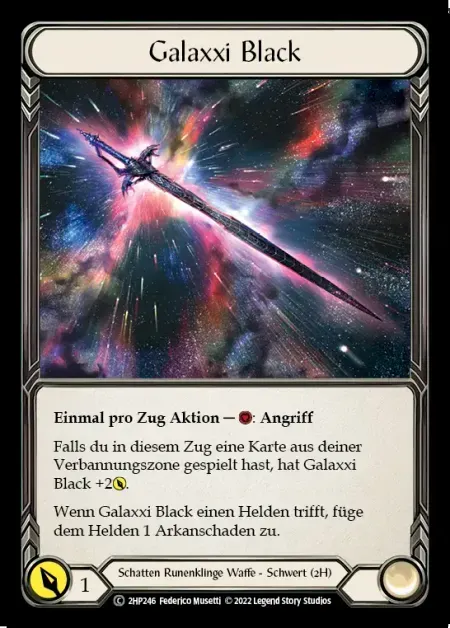 Galaxxi Black
Einmal pro Zug Aktion — : Angriff
Falls du in diesem Zug eine Karte aus deiner
Verbannungszone gespielt hast, hat Galaxxi
Black +2.
Wenn Galaxxi Black einen Helden trifft, füge
dem Helden 1 Arkanschaden zu.
1
Schatten Runenklinge Waffe - Schwert (2H)
C 2HP246 Federico Musetti © 2022 Legend Story Studios